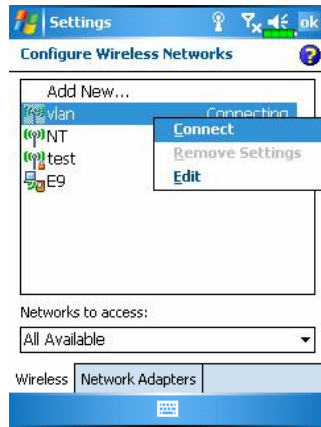 Settings ok
Configure Wireless Networks ?
Add New...
vlan Connecting
NT
test
E9
Connect
Remove Settings
Edit
Networks to access:
All Available
Wireless Network Adapters